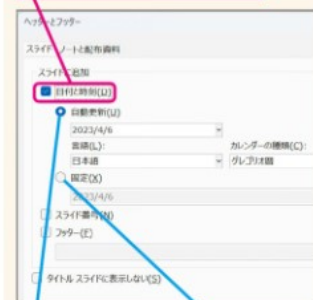 ヘッダーとフッター
スライド ノートと配布資料
スライドに追加
日付と時刻(D)
自動更新(U)
2023/4/6
言語(L):
カレンダーの種類(C):
日本語
グレゴリオ暦
固定(X)
2023/4/6
スライド番号(N)
フッター(F)
タイトル スライドに表示しない(S)